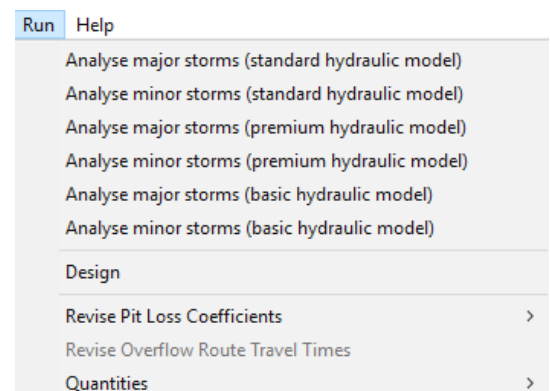 Run Help
Analyse major storms (standard hydraulic model)
Analyse minor storms (standard hydraulic model)
Analyse major storms (premium hydraulic model)
Analyse minor storms (premium hydraulic model)
Analyse major storms (basic hydraulic model)
Analyse minor storms (basic hydraulic model)
Design
Revise Pit Loss Coefficients
Revise Overflow Route Travel Times
Quantities